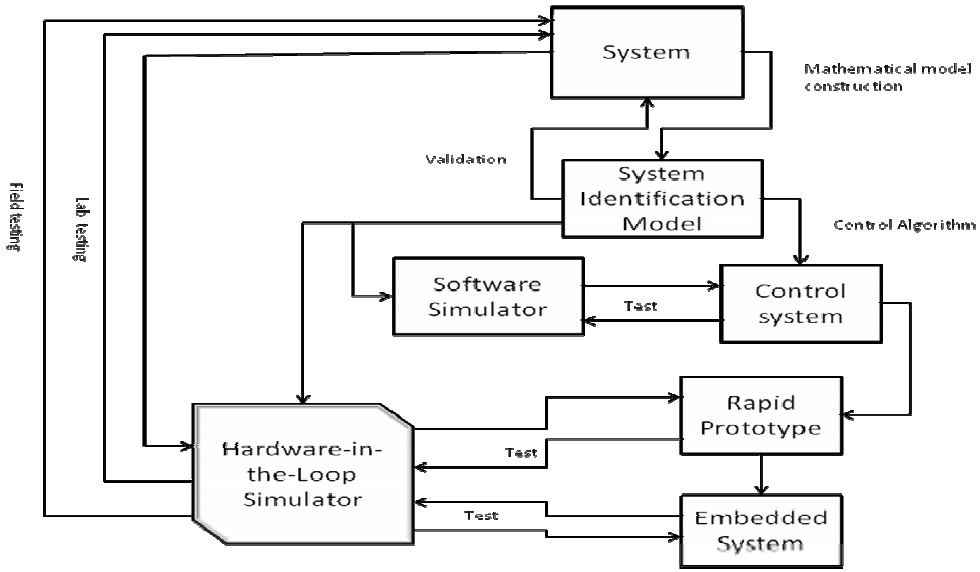 System
Mathematical model
construction
Validation
System
Identification
Model
Field testing
Lab testing
Control Algorithm
Software
Simulator
Test
Control
system
Rapid
Prototype
Hardware-in-
the-Loop
Simulator
Test
Test
Embedded
System